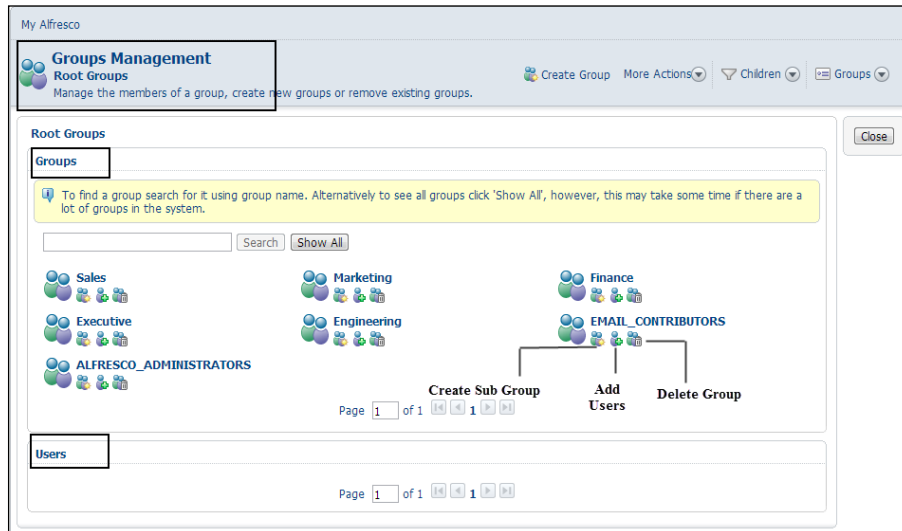 My Alfresco
Groups Management
Root Groups
Manage the members of a group, create new groups or remove existing groups.
Create Group More Actions Children Groups
Root Groups
Close
Groups
To find a group search for it using group name. Alternatively to see all groups click 'Show All', however, this may take some time if there are a
lot of groups in the system.
Search Show All
Sales Marketing Finance
Executive Engineering EMAIL_CONTRIBUTORS
ALFRESCO_ADMINISTRATORS
Create Sub Group Add Users Delete Group
Page 1 of 1 1
Users
Page 1 of 1 1